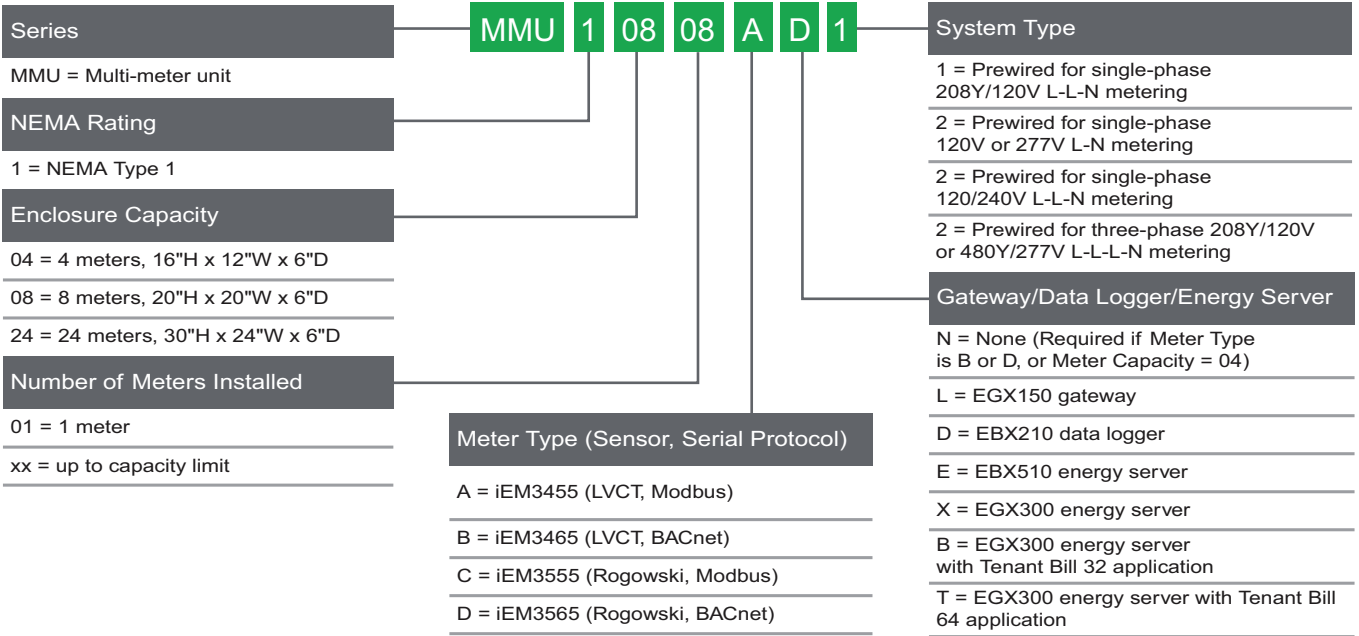 MMU 1 08 08 A D 1
Series
MMU = Multi-meter unit
NEMA Rating
1 = NEMA Type 1
Enclosure Capacity
04 = 4 meters, 16"H x 12"W x 6"D
08 = 8 meters, 20"H x 20"W x 6"D
24 = 24 meters, 30"H x 24"W x 6"D
Number of Meters Installed
01 = 1 meter
xx = up to capacity limit
Meter Type (Sensor, Serial Protocol)
A = iEM3455 (LVCT, Modbus)
B = iEM3465 (LVCT, BACnet)
C = iEM3555 (Rogowski, Modbus)
D = iEM3565 (Rogowski, BACnet)
System Type
1 = Prewired for single-phase
208Y/120V L-L-N metering
2 = Prewired for single-phase
120V or 277V L-N metering
2 = Prewired for single-phase
120/240V L-L-N metering
2 = Prewired for three-phase 208Y/120V
or 480Y/277V L-L-L-N metering
Gateway/Data Logger/Energy Server
N = None (Required if Meter Type
is B or D, or Meter Capacity = 04)
L = EGX150 gateway
D = EBX210 data logger
E = EBX510 energy server
X = EGX300 energy server
B = EGX300 energy server
with Tenant Bill 32 application
T = EGX300 energy server with Tenant Bill
64 application